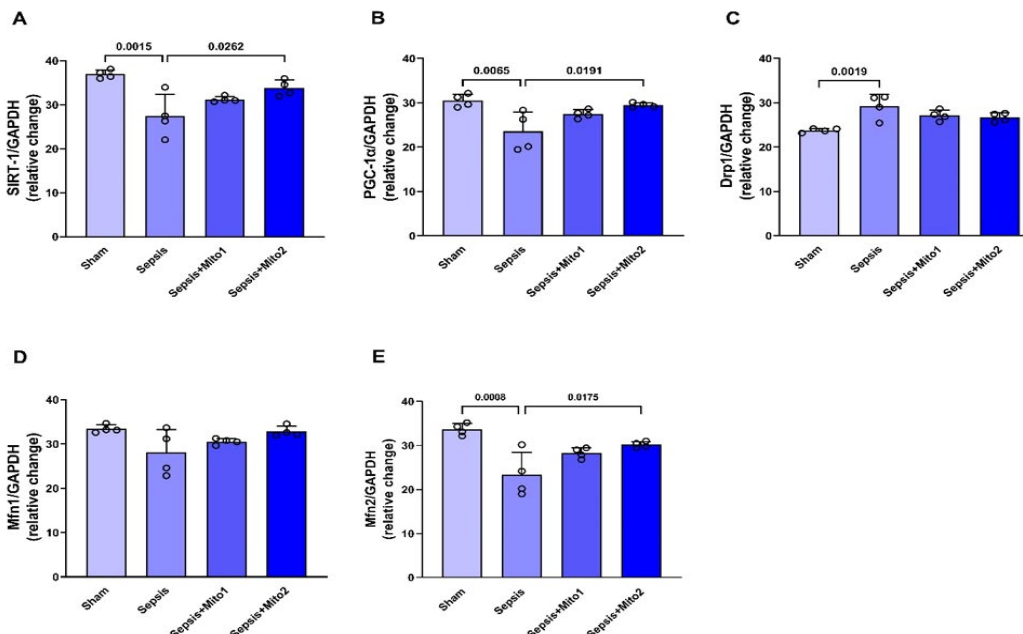 A
SIRT-1/GAPDH
(relative change)
40
30
20
10
0
0.0015
0.0262
Sham
Sepsis
Sepsis+Mito1
Sepsis+Mito2
B
PGC-1α/GAPDH
(relative change)
40
30
20
10
0
0.0065
0.0191
Sham
Sepsis
Sepsis+Mito1
Sepsis+Mito2
C
Drp1/GAPDH
(relative change)
40
30
20
10
0
0.0019
Sham
Sepsis
Sepsis+Mito1
Sepsis+Mito2
D
Mfn1/GAPDH
(relative change)
40
30
20
10
0
Sham
Sepsis
Sepsis+Mito1
Sepsis+Mito2
E
Mfn2/GAPDH
(relative change)
40
30
20
10
0
0.0008
0.0175
Sham
Sepsis
Sepsis+Mito1
Sepsis+Mito2